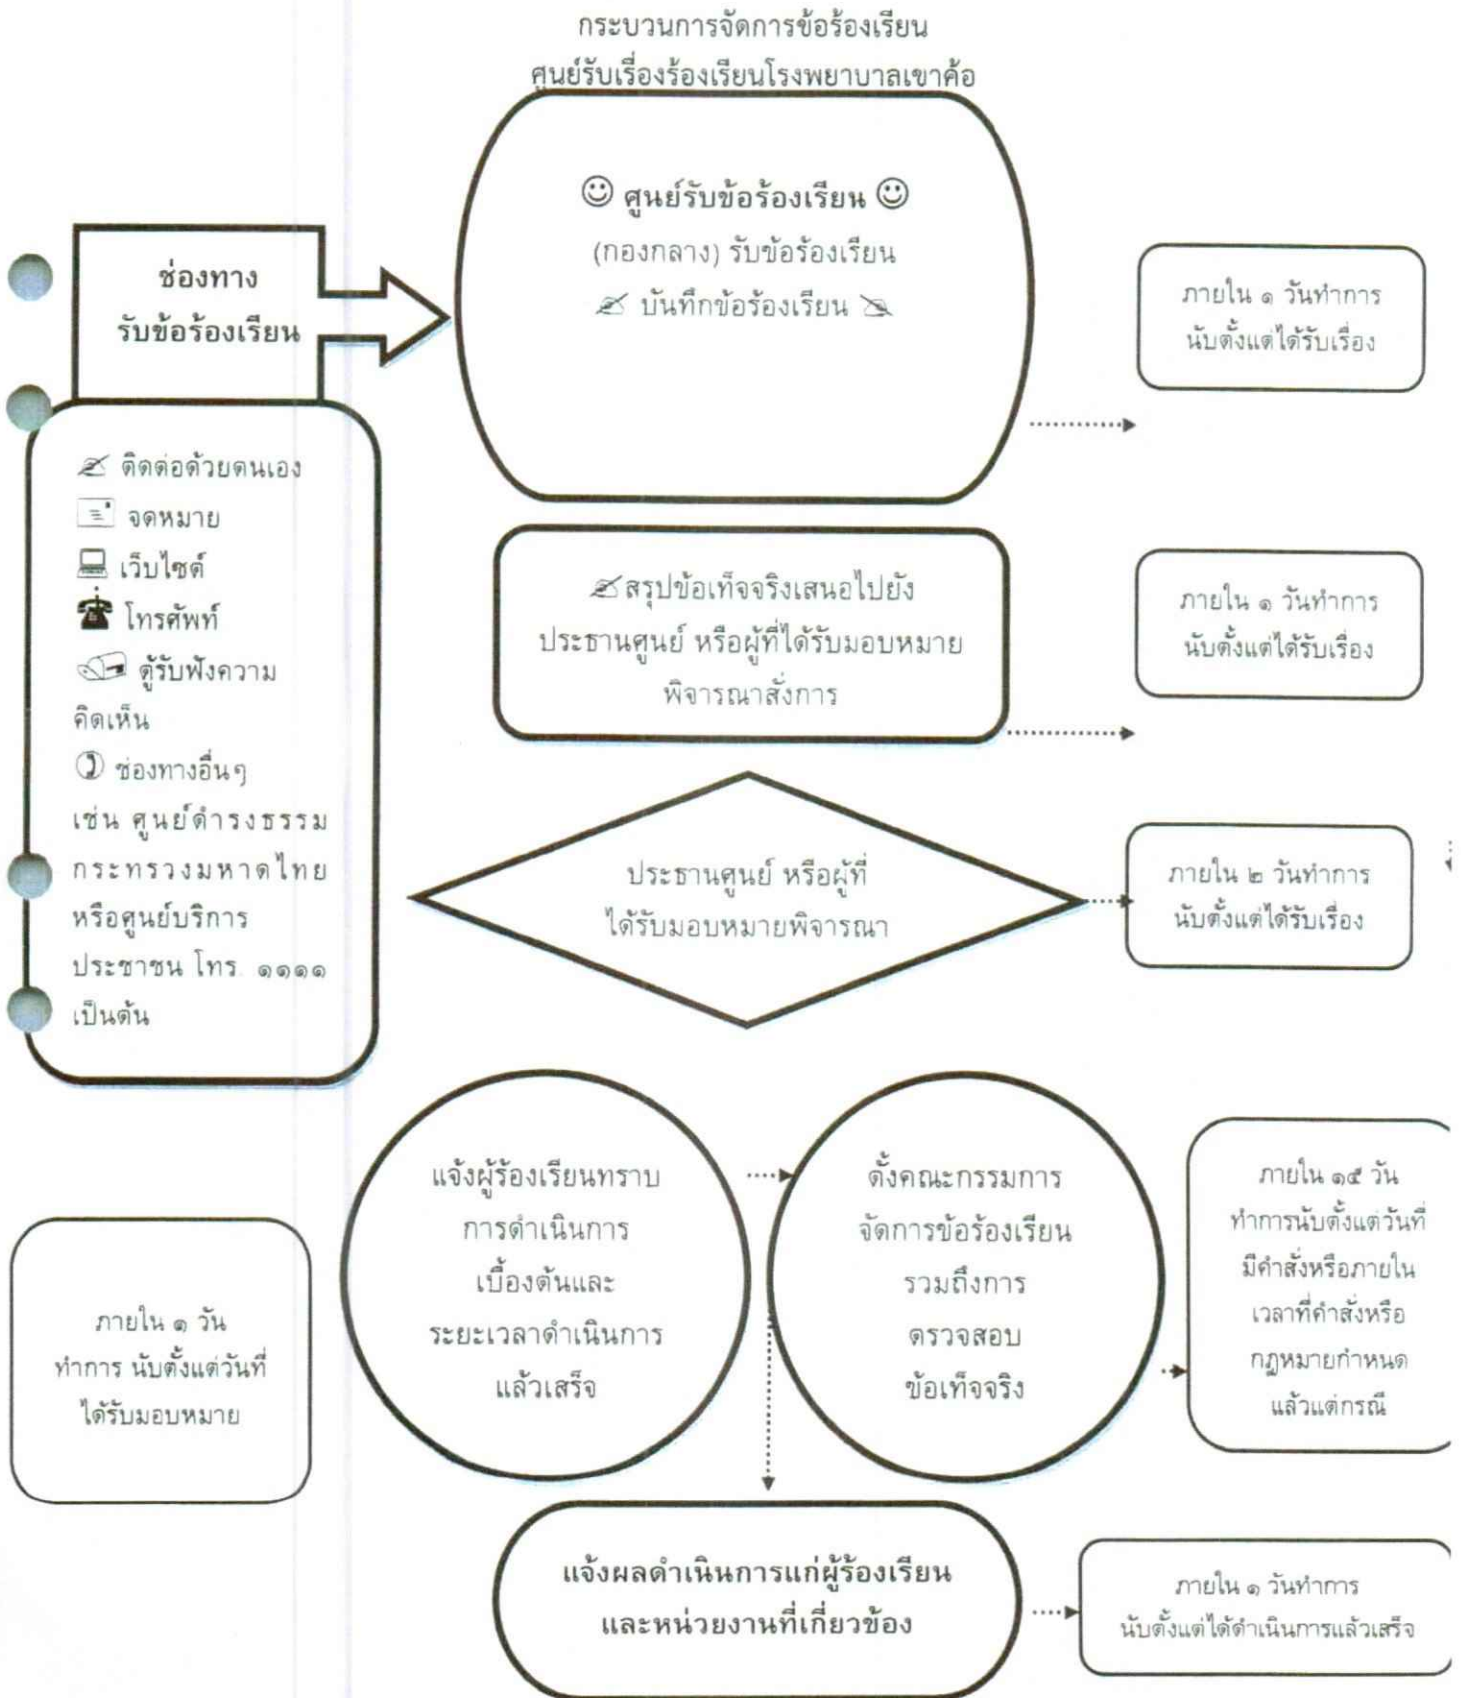 กระบวนการจัดการข้อร้องเรียน
ศูนย์รับเรื่องร้องเรียนโรงพยาบาลเขาค้อ
ศูนย์รับข้อร้องเรียน
(กองกลาง) รับข้อร้องเรียน
บันทึกข้อร้องเรียน
ช่องทาง
รับข้อร้องเรียน
ภายใน ๑ วันทำการ
นับตั้งแต่ได้รับเรื่อง
ติดต่อด้วยตนเอง
จดหมาย
เว็บไซต์
โทรศัพท์
ตู้รับฟังความ
คิดเห็น
ช่องทางอื่นๆ
เช่น ศูนย์ดำรงธรรม
กระทรวงมหาดไทย
หรือศูนย์บริการ
ประชาชน โทร. ๑๑๑๑
เป็นต้น
สรุปข้อเท็จจริงเสนอไปยัง
ประธานศูนย์ หรือผู้ที่ได้รับมอบหมาย
พิจารณาสั่งการ
ภายใน ๑ วันทำการ
นับตั้งแต่ได้รับเรื่อง
ประธานศูนย์ หรือผู้ที่
ได้รับมอบหมายพิจารณา
ภายใน ๒ วันทำการ
นับตั้งแต่ได้รับเรื่อง
แจ้งผู้ร้องเรียนทราบ
การดำเนินการ
เบื้องต้นและ
ระยะเวลาดำเนินการ
แล้วเสร็จ
ตั้งคณะกรรมการ
จัดการข้อร้องเรียน
รวมถึงการ
ตรวจสอบ
ข้อเท็จจริง
ภายใน ๑๕ วัน
ทำการนับตั้งแต่วันที่
มีคำสั่งหรือภายใน
เวลาที่คำสั่งหรือ
กฎหมายกำหนด
แล้วแต่กรณี
ภายใน ๑ วัน
ทำการ นับตั้งแต่วันที่
ได้รับมอบหมาย
แจ้งผลดำเนินการแก่ผู้ร้องเรียน
และหน่วยงานที่เกี่ยวข้อง
ภายใน ๑ วันทำการ
นับตั้งแต่ได้ดำเนินการแล้วเสร็จ